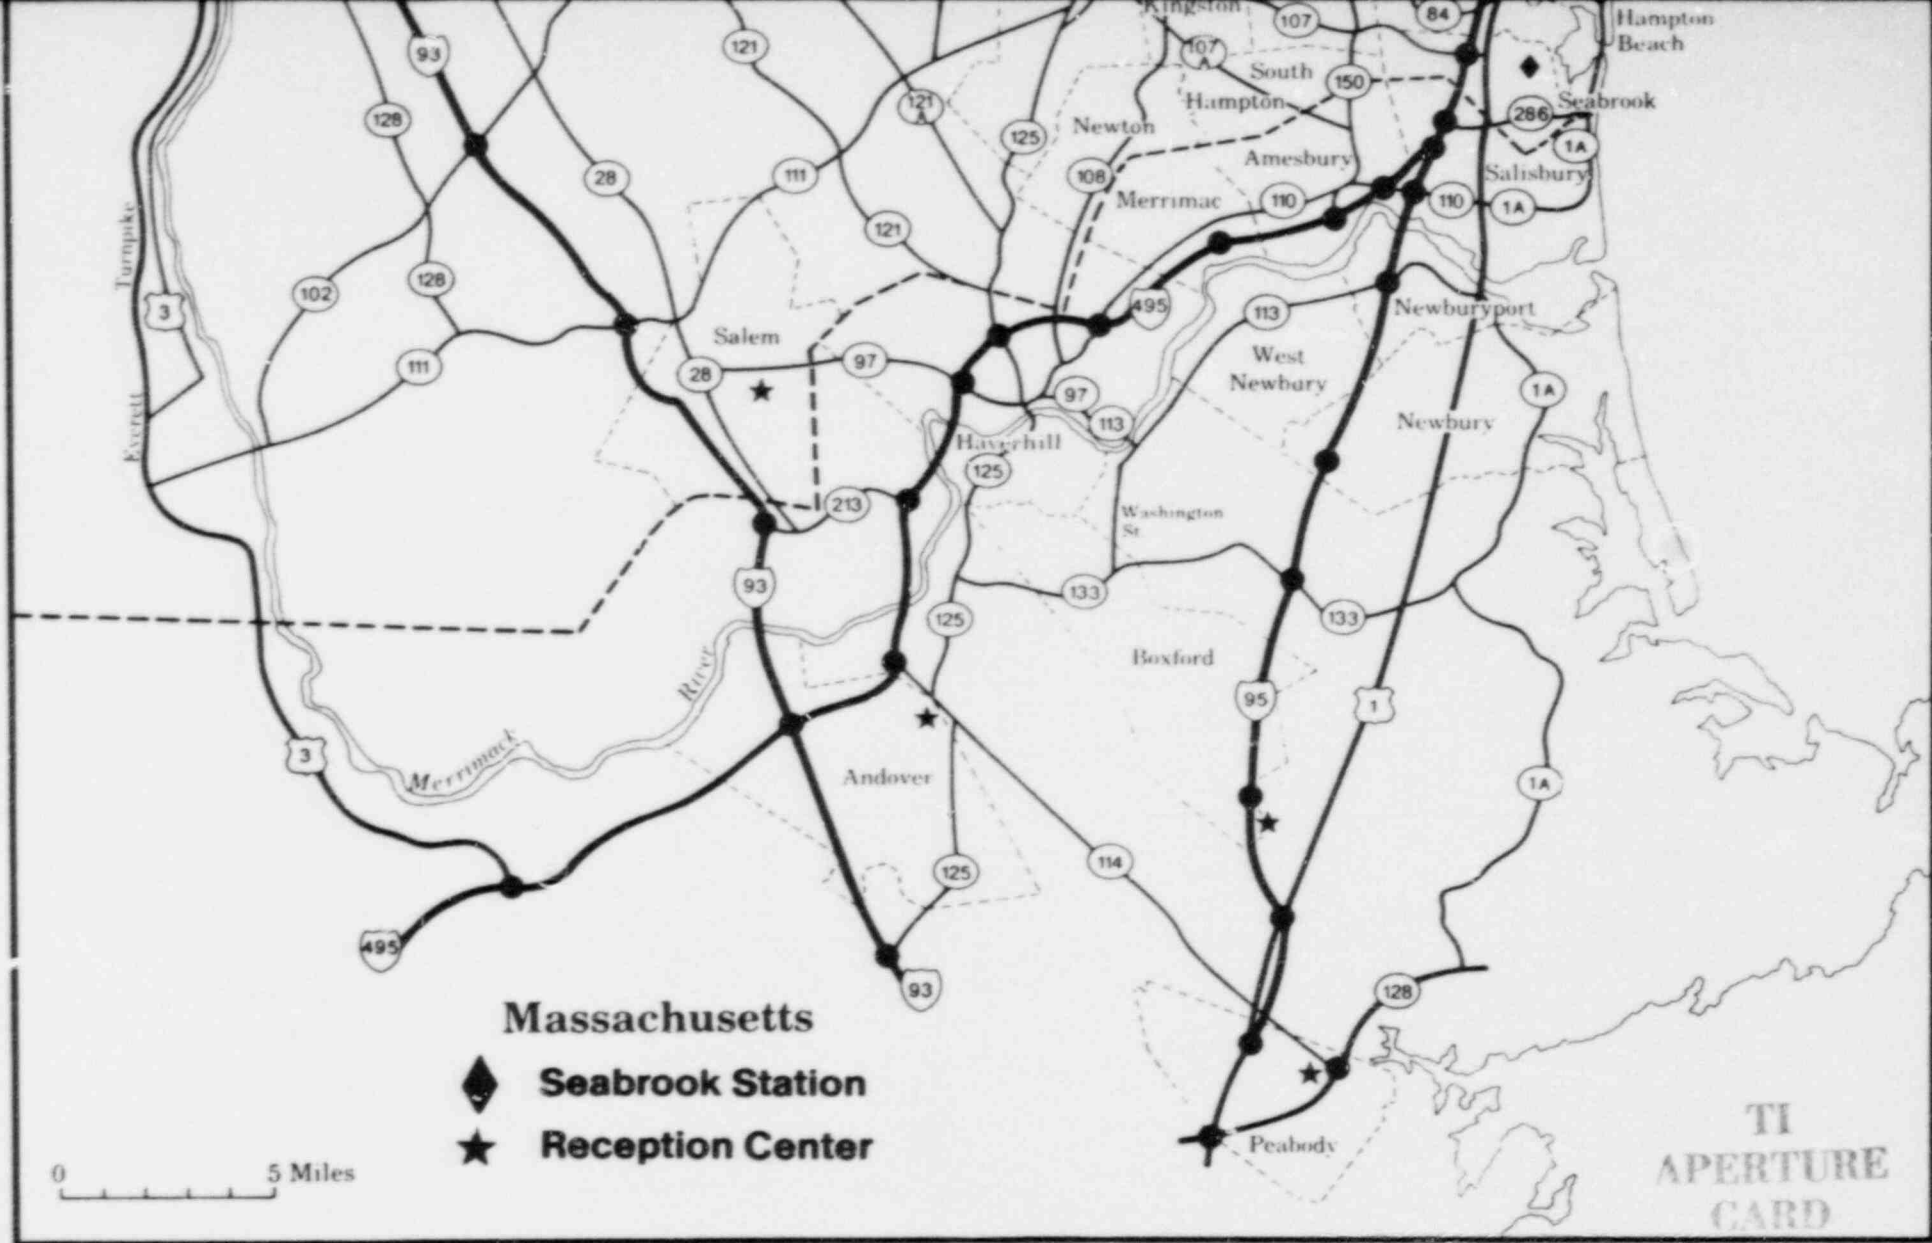 Kingston
107
84
Hampton
Beach
93
121
107
A
South
150
Hampton
121
A
286
Seabrook
128
125
Newton
1A
Amesbury
Salisbury
28
111
108
Merrimac
110
110
1A
121
Turnpike
128
102
3
495
113
Newburyport
Salem
West
Newbury
97
111
28
97
1A
113
Newbury
Everett
Haverhill
125
213
Washington
St.
93
133
125
133
River
Boxford
95
1
3
Merrimack
Andover
1A
114
125
495
93
128
Massachusetts
Seabrook Station
Reception Center
Peabody
0
5 Miles
TI
APERTURE
CARD